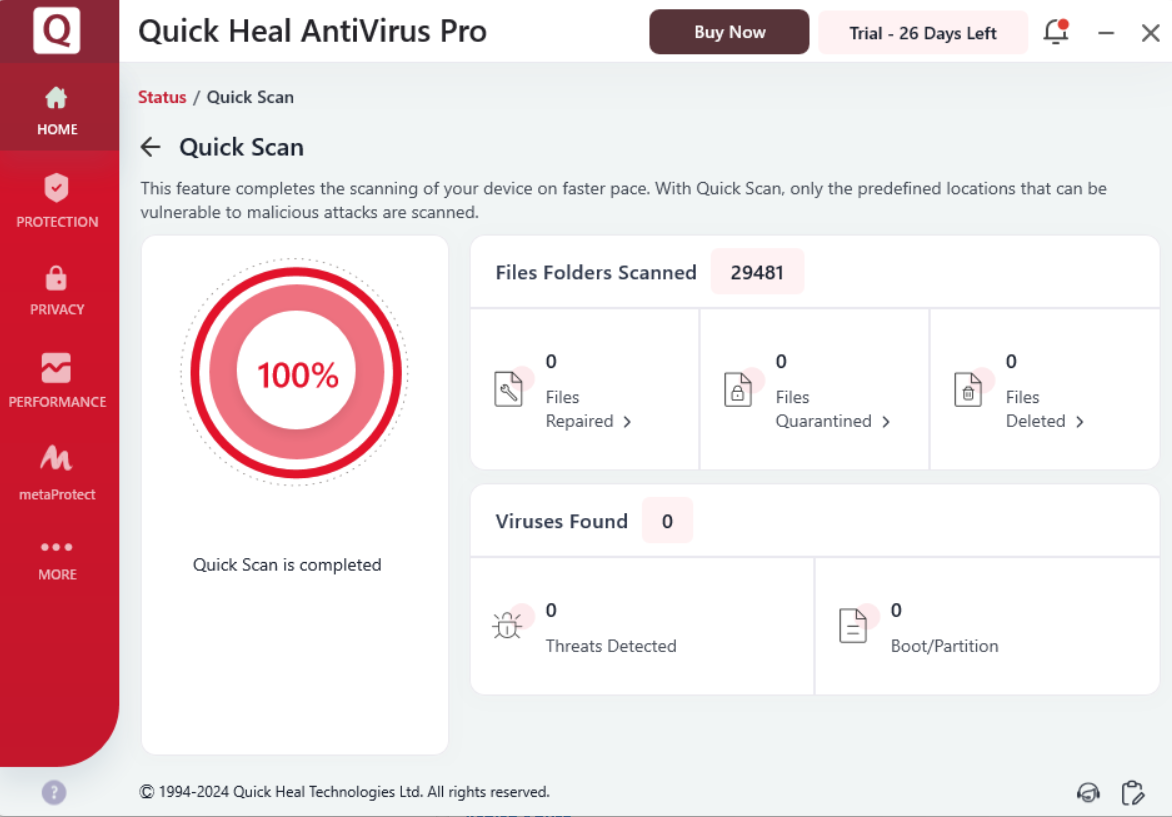 Q
Quick Heal AntiVirus Pro
Buy Now
Trial - 26 Days Left
HOME
PROTECTION
PRIVACY
PERFORMANCE
metaProtect
MORE
?
Status / Quick Scan
Quick Scan
This feature completes the scanning of your device on faster pace. With Quick Scan, only the predefined locations that can be
vulnerable to malicious attacks are scanned.
100%
Quick Scan is completed
Files Folders Scanned 29481
0
Files
Repaired >
0
Files
Quarantined >
0
Files
Deleted >
Viruses Found 0
0
Threats Detected
0
Boot/Partition
© 1994-2024 Quick Heal Technologies Ltd. All rights reserved.